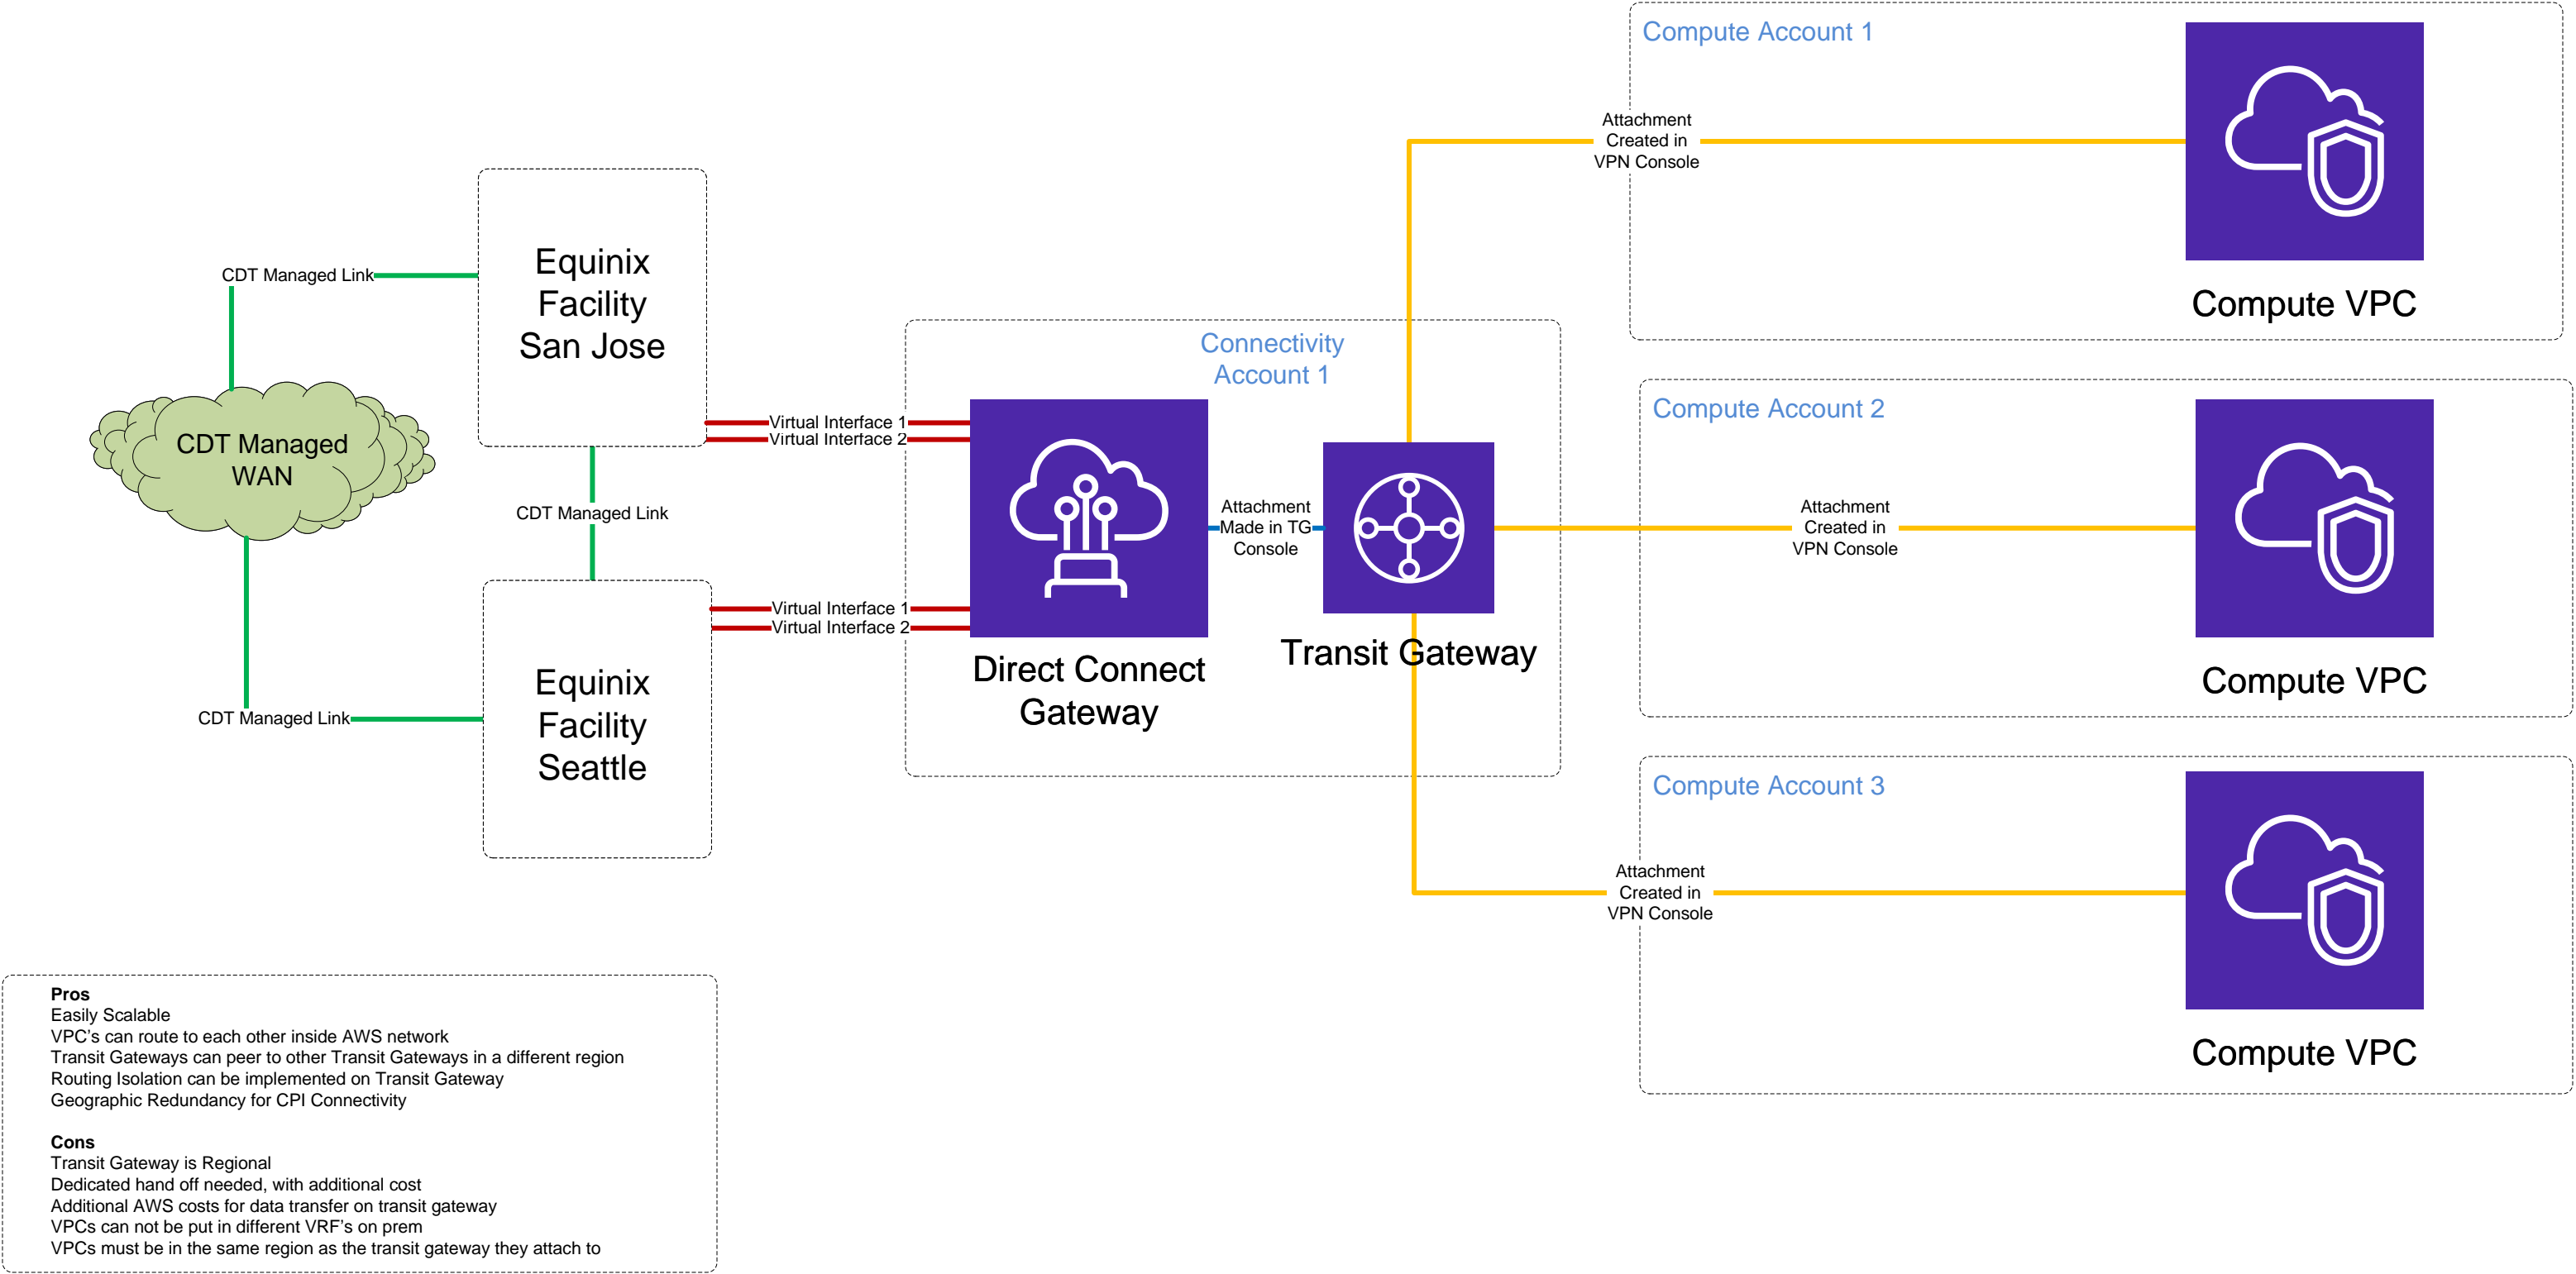 Compute Account 1
Attachment
Created in
VPN Console
Compute VPC
Equinix
Facility
San Jose
CDT Managed Link
CDT Managed
WAN
CDT Managed Link
CDT Managed Link
Equinix
Facility
Seattle
Virtual Interface 1
Virtual Interface 2
Virtual Interface 1
Virtual Interface 2
Connectivity
Account 1
Direct Connect
Gateway
Attachment
Made in TG
Console
Transit Gateway
Compute Account 2
Attachment
Created in
VPN Console
Compute VPC
Compute Account 3
Attachment
Created in
VPN Console
Compute VPC
Pros
Easily Scalable
VPC’s can route to each other inside AWS network
Transit Gateways can peer to other Transit Gateways in a different region
Routing Isolation can be implemented on Transit Gateway
Geographic Redundancy for CPI Connectivity
Cons
Transit Gateway is Regional
Dedicated hand off needed, with additional cost
Additional AWS costs for data transfer on transit gateway
VPCs can not be put in different VRF’s on prem
VPCs must be in the same region as the transit gateway they attach to